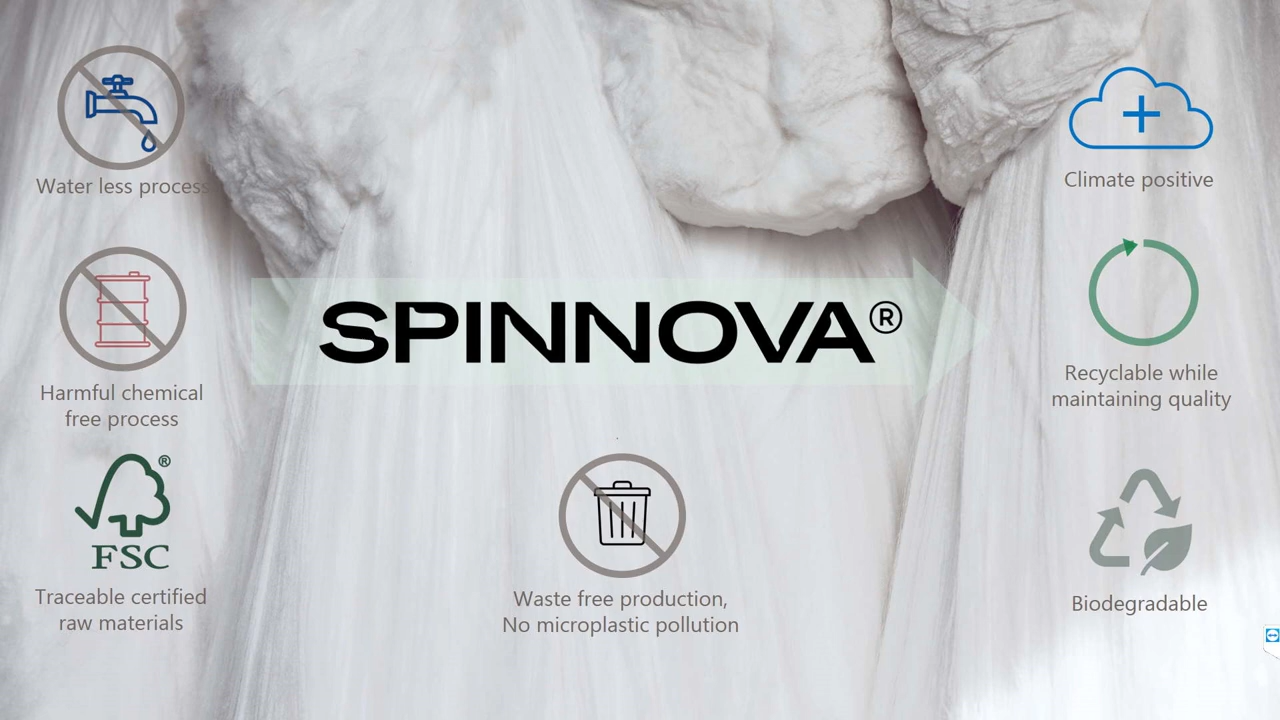 Water less process
Harmful chemical
free process
®
FSC
Traceable certified
raw materials
SPINNOVA®
Waste free production,
No microplastic pollution
Climate positive
Recyclable while
maintaining quality
Biodegradable